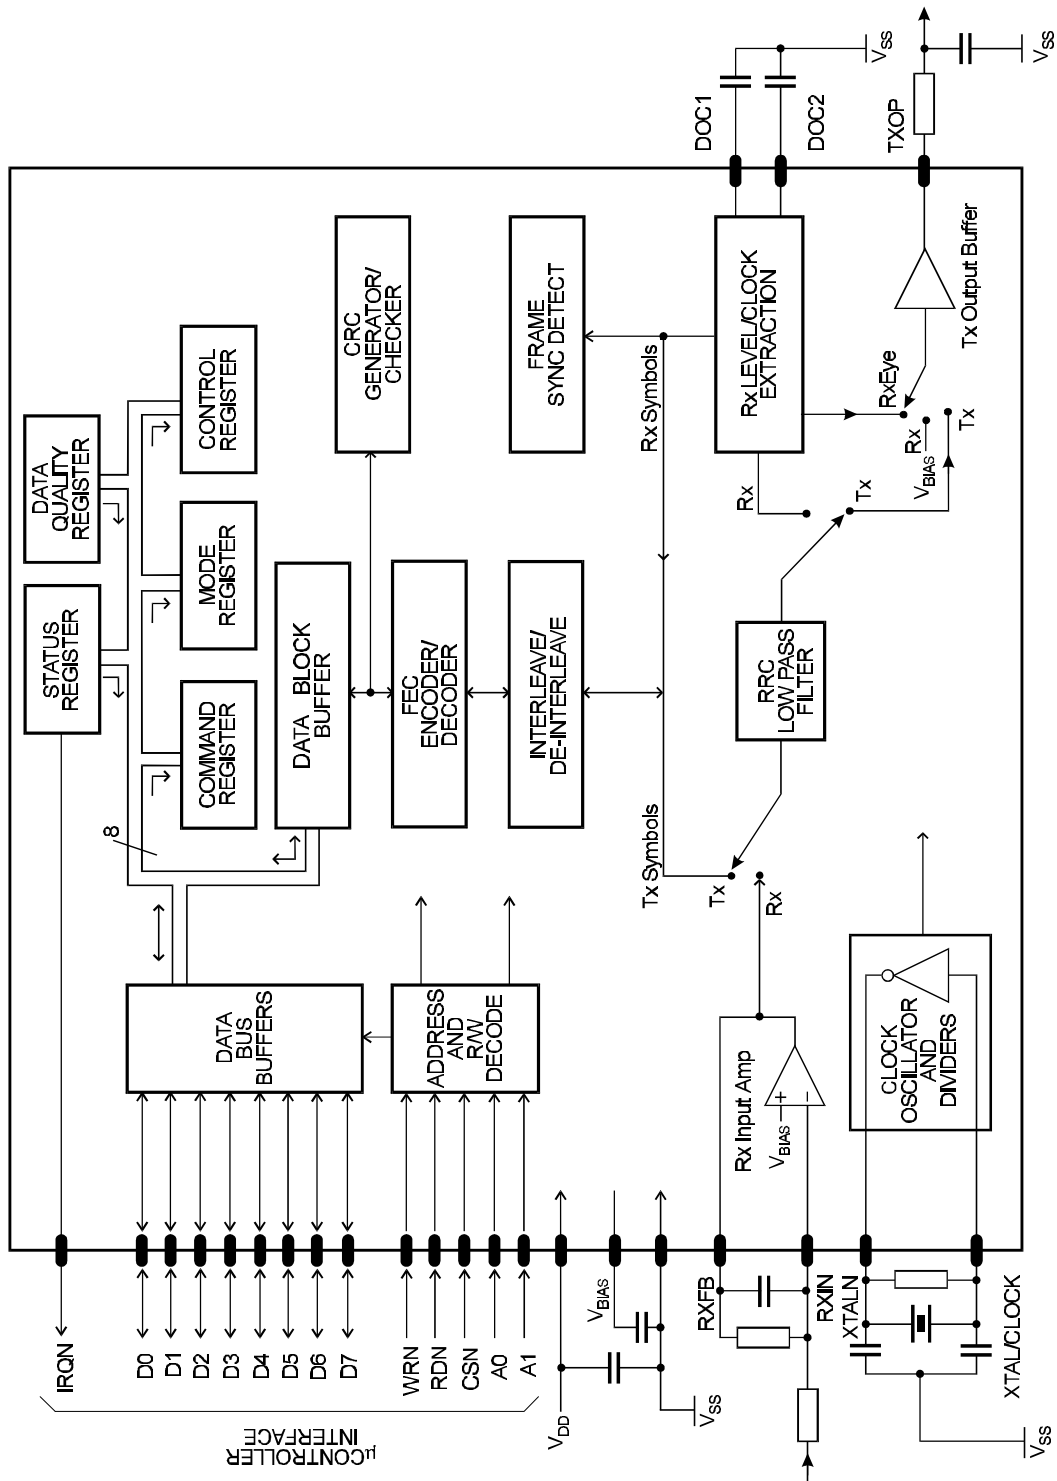 STATUS
REGISTER
DATA
QUALITY
REGISTER
COMMAND
REGISTER
MODE
REGISTER
CONTROL
REGISTER
8
DATA BLOCK
BUFFER
CRC
GENERATOR/
CHECKER
FEC
ENCODER/
DECODER
INTERLEAVE/
DE-INTERLEAVE
FRAME
SYNC DETECT
DATA
BUS
BUFFERS
ADDRESS
AND
R/W
DECODE
µCONTROLLER
INTERFACE
IRQN
D0
D1
D2
D3
D4
D5
D6
D7
WRN
RDN
CSN
A0
A1
VDD
VBIAS
VSS
RXFB
RXIN
XTALN
XTAL/CLOCK
VSS
Rx Input Amp
VBIAS
+
−
CLOCK
OSCILLATOR
AND
DIVIDERS
Tx Symbols
Rx Symbols
Tx
Rx
RRC
LOW PASS
FILTER
Rx
Tx
Rx LEVEL/CLOCK
EXTRACTION
RxEye
Rx
VBIAS
Tx
Tx Output Buffer
DOC1
DOC2
VSS
TXOP
VSS